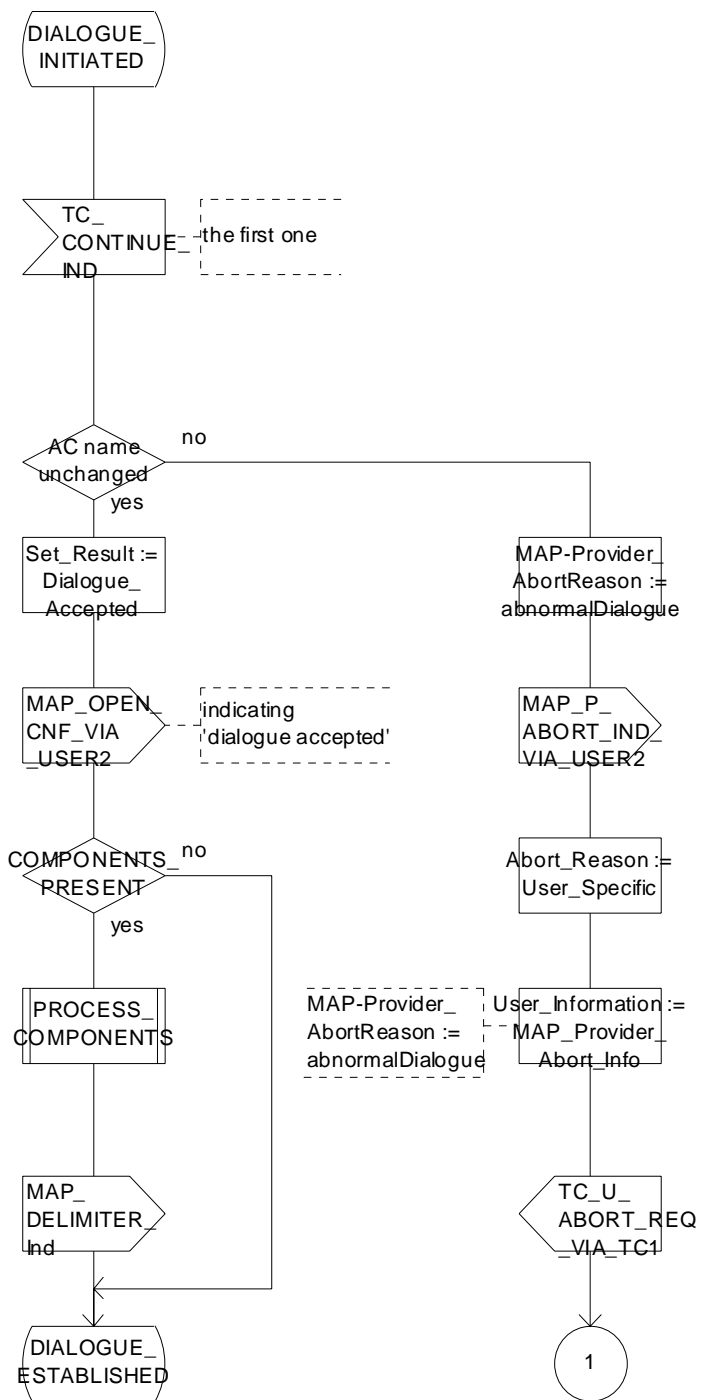 DIALOGUE_
INITIATED
TC_
CONTINUE_
IND
the first one
AC name
unchanged
no
yes
Set_Result :=
Dialogue_
Accepted
MAP-Provider_
AbortReason :=
abnormalDialogue
MAP_OPEN_
CNF_VIA
_USER2
indicating
'dialogue accepted'
MAP_P_
ABORT_IND_
VIA_USER2
COMPONENTS_
PRESENT
no
yes
Abort_Reason :=
User_Specific
PROCESS_
COMPONENTS
MAP-Provider_
AbortReason :=
abnormalDialogue
User_Information :=
MAP_Provider_
Abort_Info
MAP_
DELIMITER_
Ind
TC_U_
ABORT_REQ
_VIA_TC1
DIALOGUE_
ESTABLISHED
1